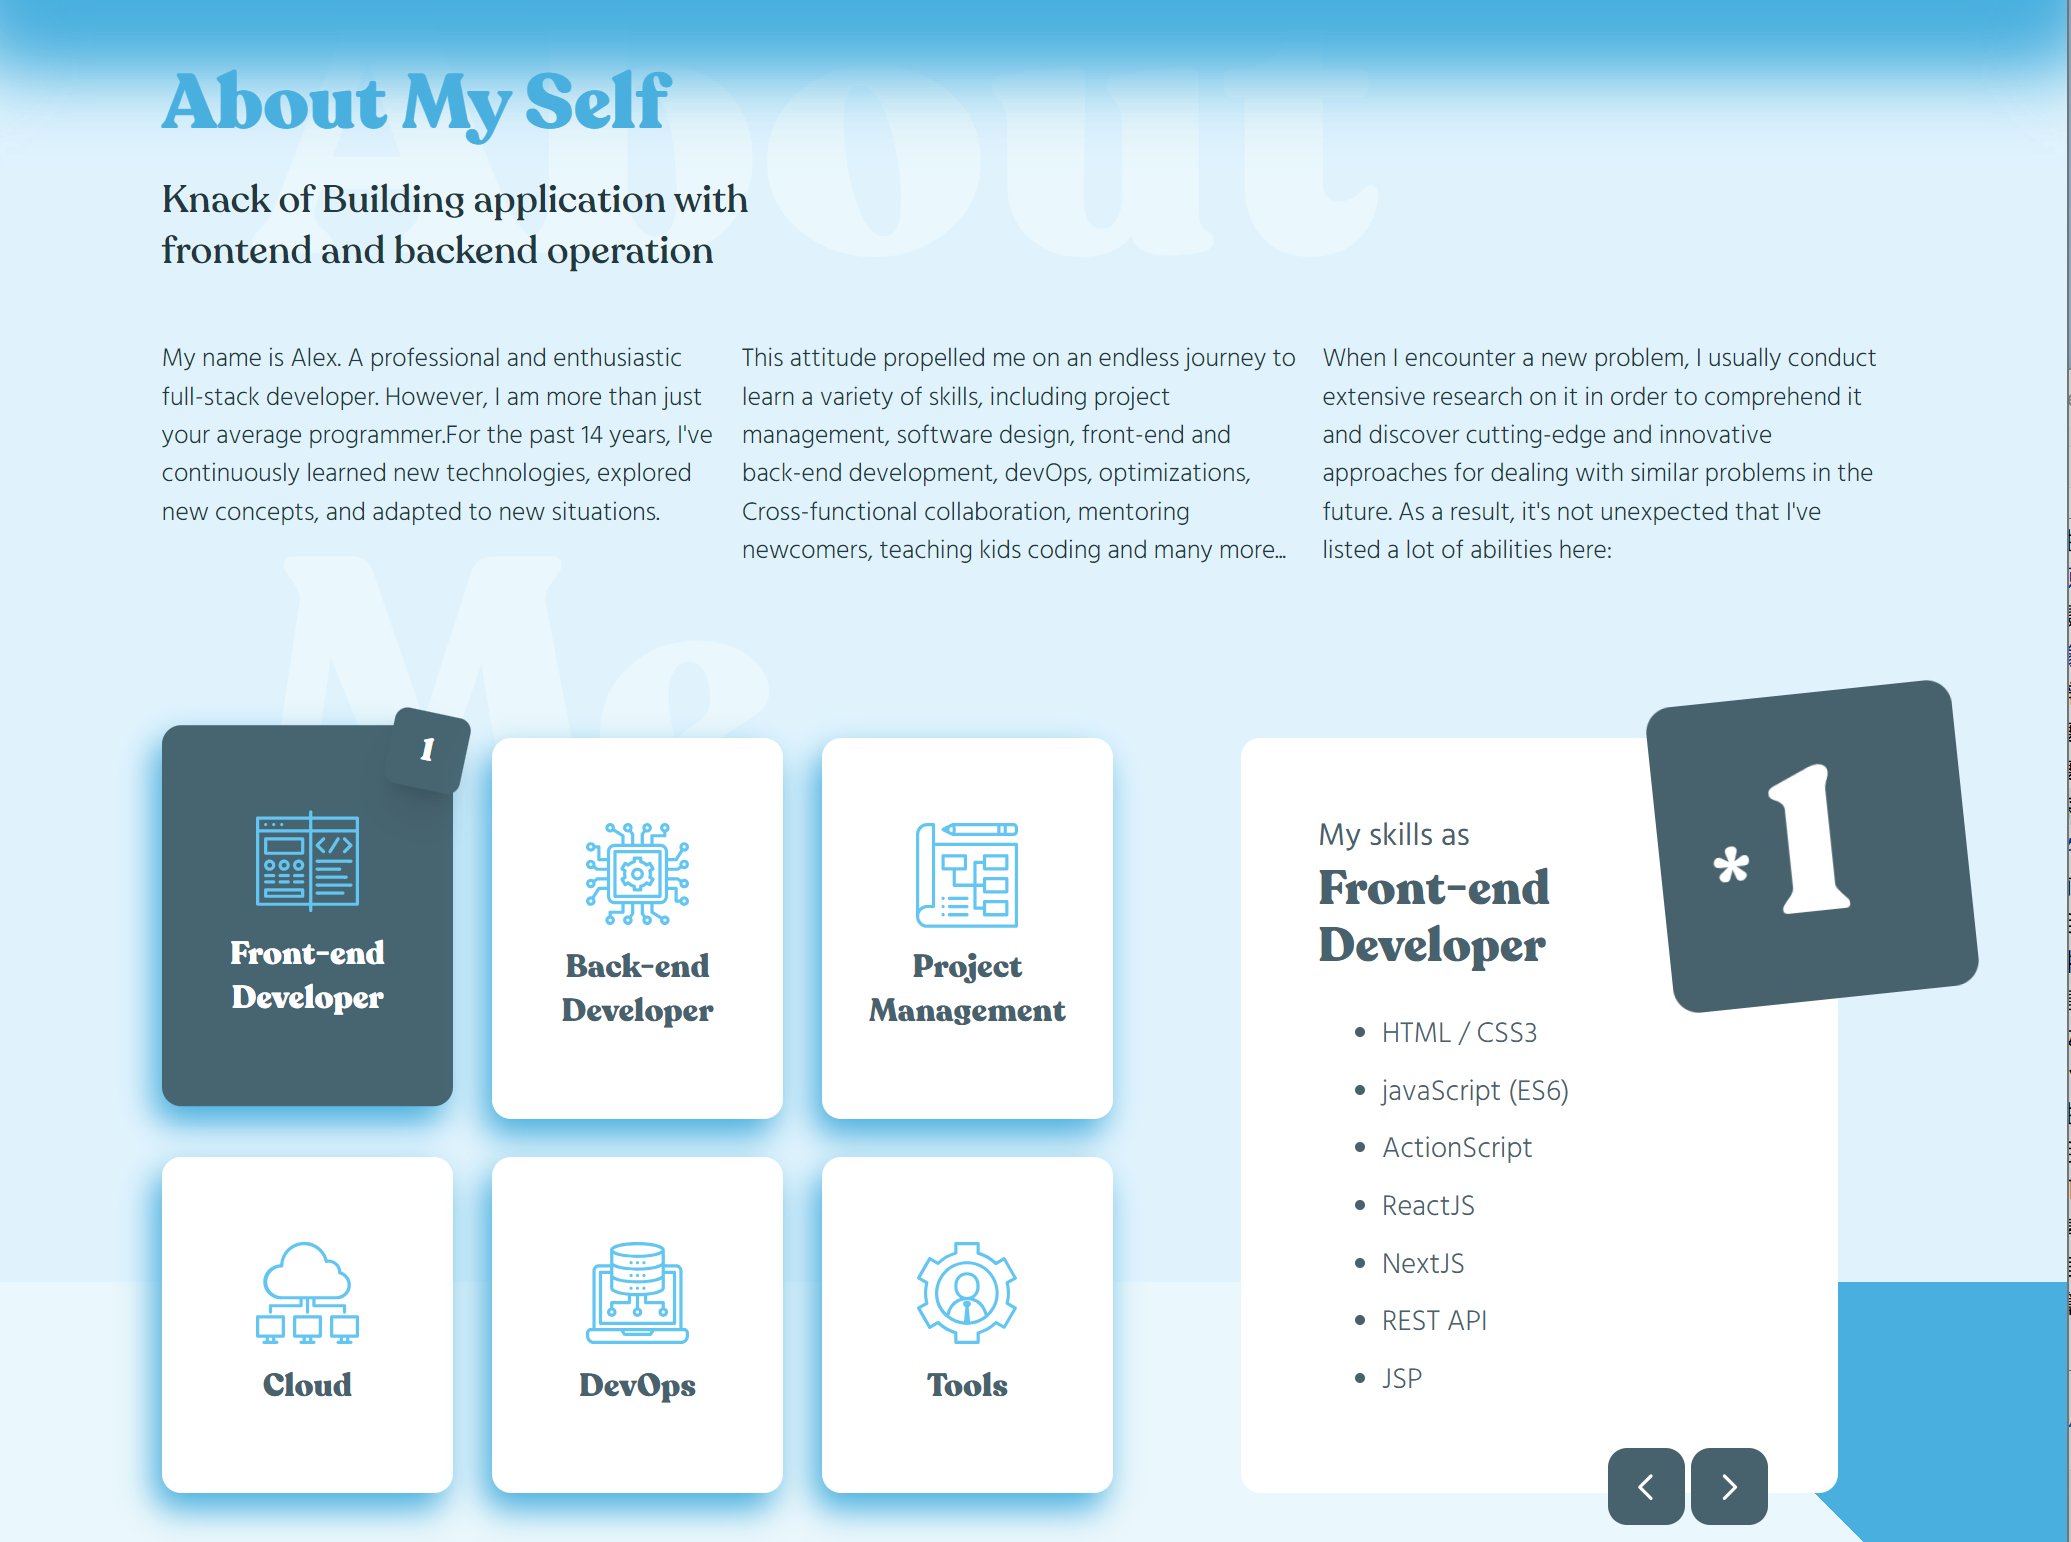 About
About My Self
Knack of Building application with
frontend and backend operation
My name is Alex. A professional and enthusiastic
full-stack developer. However, I am more than just
your average programmer.For the past 14 years, I've
continuously learned new technologies, explored
new concepts, and adapted to new situations.
This attitude propelled me on an endless journey to
learn a variety of skills, including project
management, software design, front-end and
back-end development, devOps, optimizations,
Cross-functional collaboration, mentoring
newcomers, teaching kids coding and many more...
When I encounter a new problem, I usually conduct
extensive research on it in order to comprehend it
and discover cutting-edge and innovative
approaches for dealing with similar problems in the
future. As a result, it's not unexpected that I've
listed a lot of abilities here:
Me
1
Front-end
Developer
Back-end
Developer
Project
Management
Cloud
DevOps
Tools
*1
My skills as
Front-end
Developer
• HTML / CSS3
• javaScript (ES6)
• ActionScript
• ReactJS
• NextJS
• REST API
• JSP